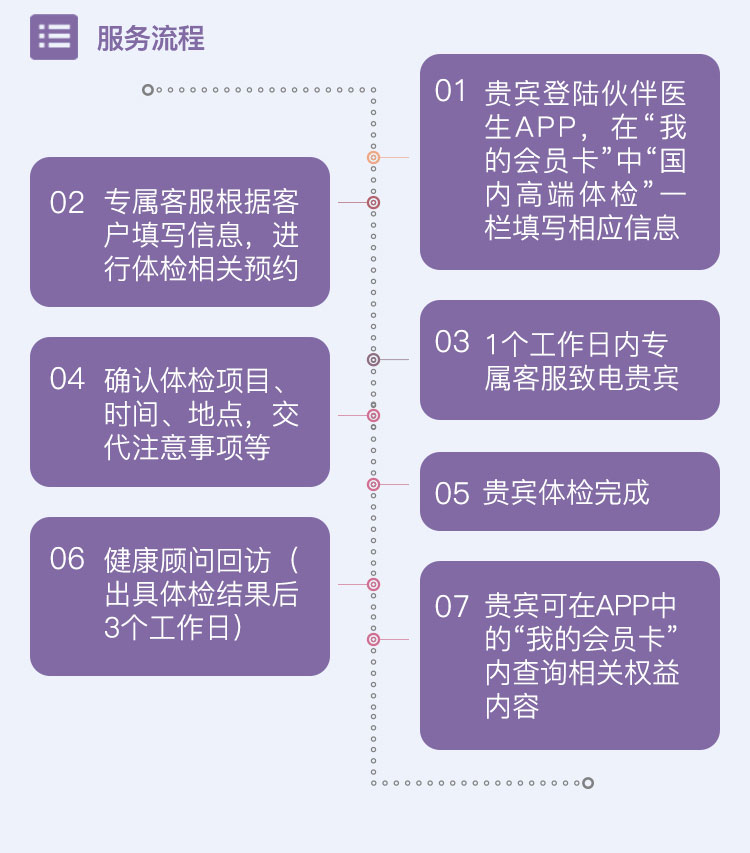 服务流程
01
贵宾登陆伙伴医
生APP，在“我
的会员卡”中“国
内高端体检”一
栏填写相应信息
02
专属客服根据客
户填写信息，进
行体检相关预约
03
1个工作日内专
属客服致电贵宾
04
确认体检项目、
时间、地点，交
代注意事项等
05
贵宾体检完成
06
健康顾问回访（
出具体检结果后
3个工作日）
07
贵宾可在APP中
的“我的会员卡”
内查询相关权益
内容